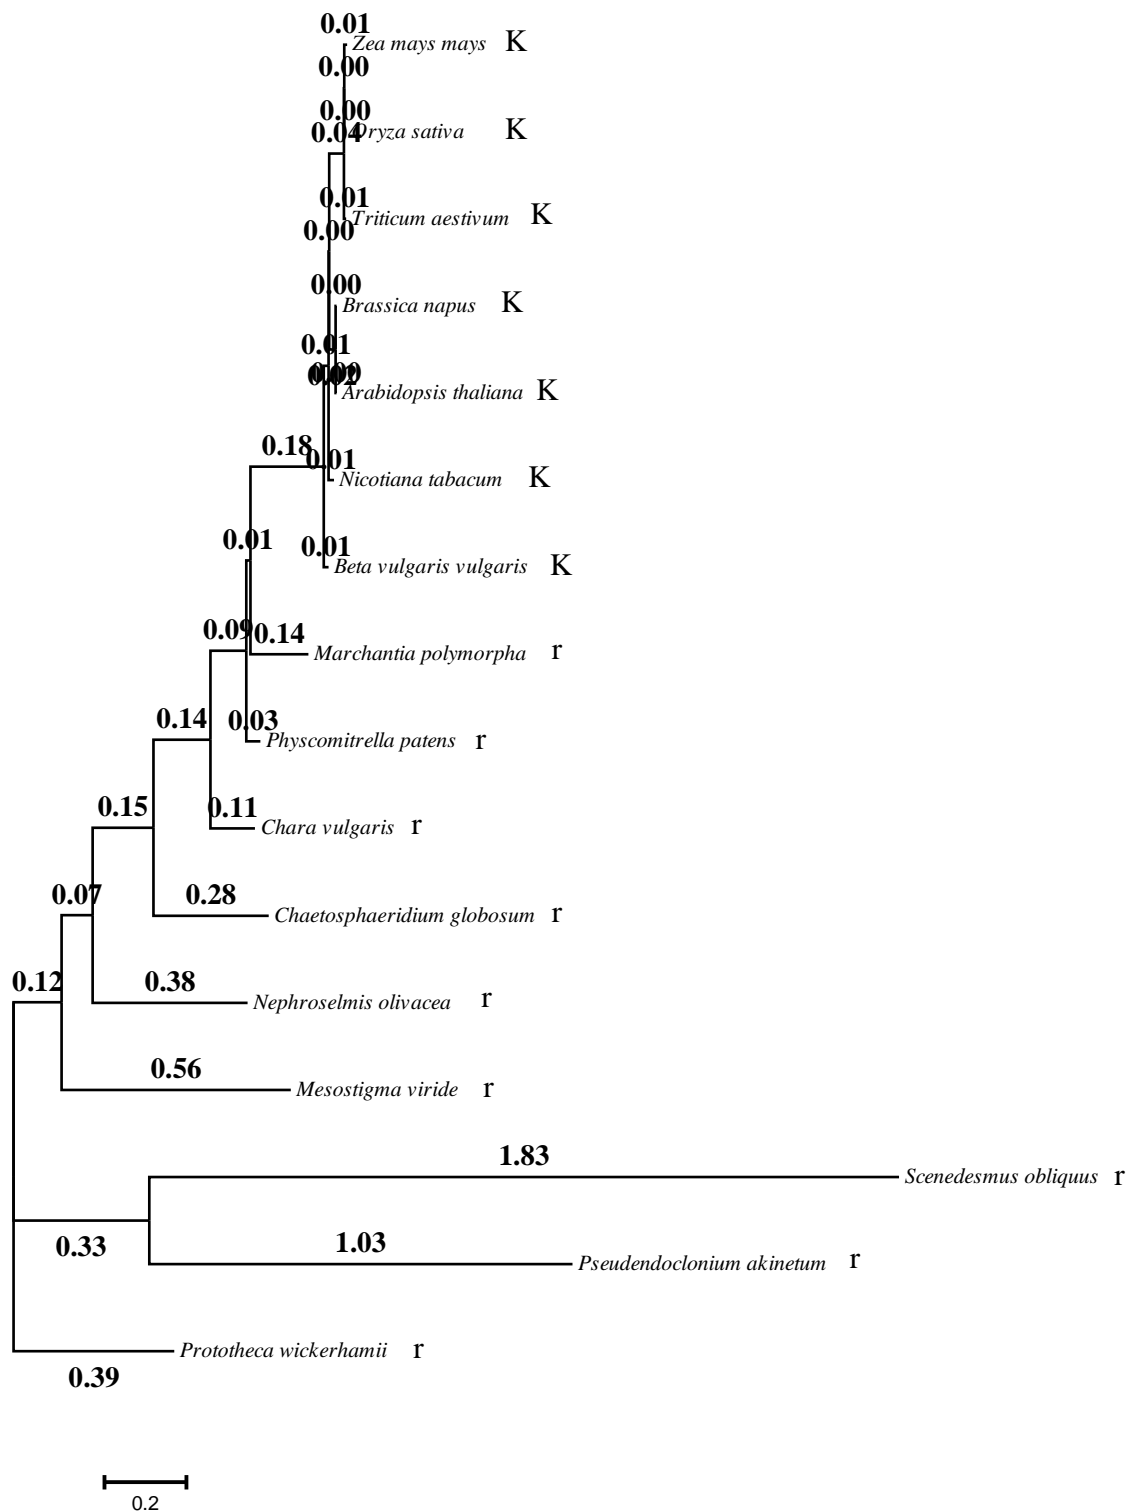 0.01
Zea mays mays K
0.00
0.00
0.04
Oryza sativa K
0.01
Triticum aestivum K
0.00
0.00
Brassica napus K
0.01
0.00
0.02
Arabidopsis thaliana K
0.18
0.01
Nicotiana tabacum K
0.01
0.01
Beta vulgaris vulgaris K
0.09
0.14
Marchantia polymorpha r
0.14
0.03
Physcomitrella patens r
0.15
0.11
Chara vulgaris r
0.07
0.28
Chaetosphaeridium globosum r
0.12
0.38
Nephroselmis olivacea r
0.56
Mesostigma viride r
1.83
Scenedesmus obliquus r
0.33
1.03
Pseudendoclonium akinetum r
Prototheca wickerhamii r
0.39
0.2